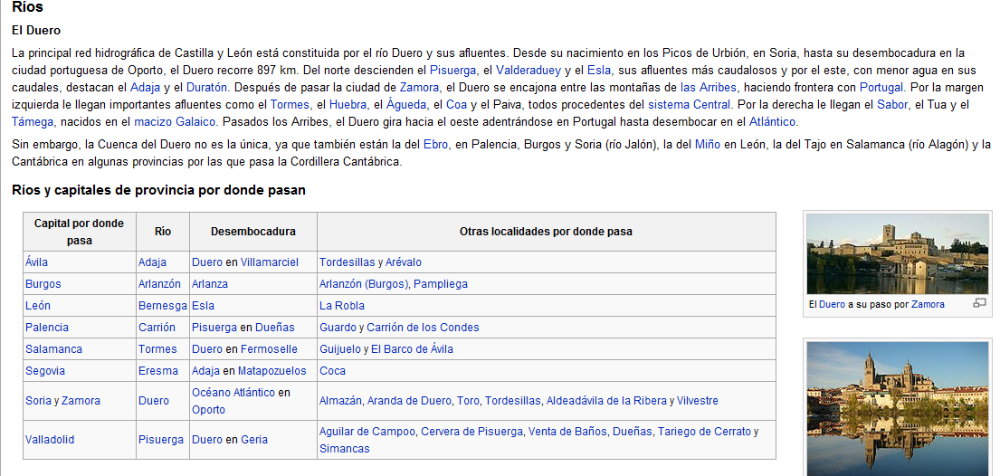 Ríos
El Duero
La principal red hidrográfica de Castilla y León está constituida por el río Duero y sus afluentes. Desde su nacimiento en los Picos de Urbión, en Soria, hasta su desembocadura en la
ciudad portuguesa de Oporto, el Duero recorre 897 km. Del norte descienden el Pisuerga, el Valderaduey y el Esla, sus afluentes más caudalosos y por el este, con menor agua en sus
caudales, destacan el Adaja y el Duratón. Después de pasar la ciudad de Zamora, el Duero se encajona entre las montañas de las Arribes, haciendo frontera con Portugal. Por la margen
izquierda le llegan importantes afluentes como el Tormes, el Huebra, el Águeda, el Coa y el Paiva, todos procedentes del sistema Central. Por la derecha le llegan el Sabor, el Tua y el
Támega, nacidos en el macizo Galaico. Pasados los Arribes, el Duero gira hacia el oeste adentrándose en Portugal hasta desembocar en el Atlántico.
Sin embargo, la Cuenca del Duero no es la única, ya que también están la del Ebro, en Palencia, Burgos y Soria (río Jalón), la del Miño en León, la del Tajo en Salamanca (río Alagón) y la
Cantábrica en algunas provincias por las que pasa la Cordillera Cantábrica.
Ríos y capitales de provincia por donde pasan
Capital por donde
pasa
Río
Desembocadura
Otras localidades por donde pasa
Ávila Adaja Duero en Villamarciel Tordesillas y Arévalo
Burgos Arlanzón Arlanza Arlanzón (Burgos), Pampliega
León Bernesga Esla La Robla
Palencia Carrión Pisuerga en Dueñas Guardo y Carrión de los Condes
Salamanca Tormes Duero en Fermoselle Guijuelo y El Barco de Ávila
Segovia Eresma Adaja en Matapozuelos Coca
Soria y Zamora Duero
Océano Atlántico en
Oporto
Almazán, Aranda de Duero, Toro, Tordesillas, Aldeadávila de la Ribera y Vilvestre
Valladolid Pisuerga Duero en Geria
Aguilar de Campoo, Cervera de Pisuerga, Venta de Baños, Dueñas, Tariego de Cerrato y
Simancas
El Duero a su paso por Zamora